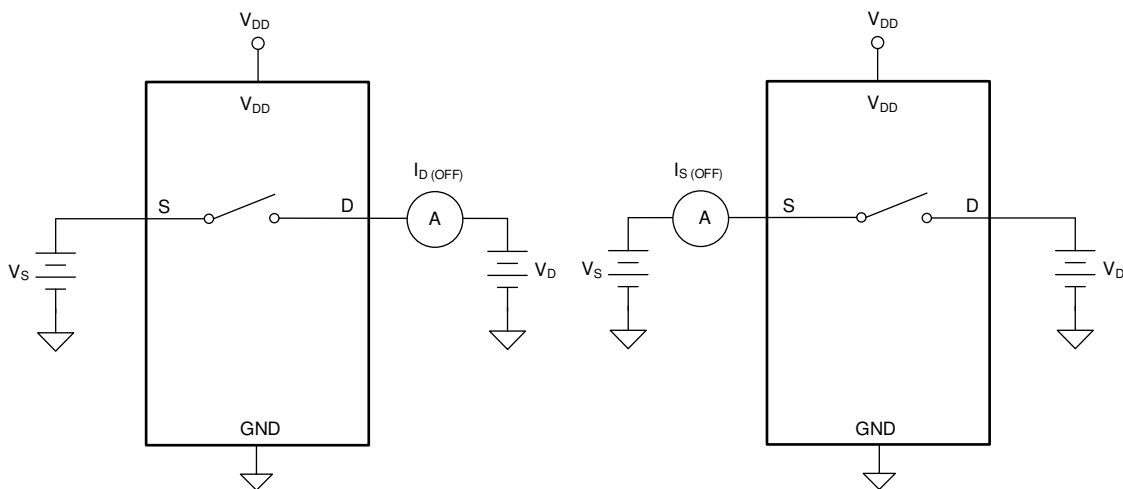 VDD
VDD
S
D
ID (OFF)
A
VS
VD
GND
VDD
VDD
IS (OFF)
A
S
D
VS
VD
GND